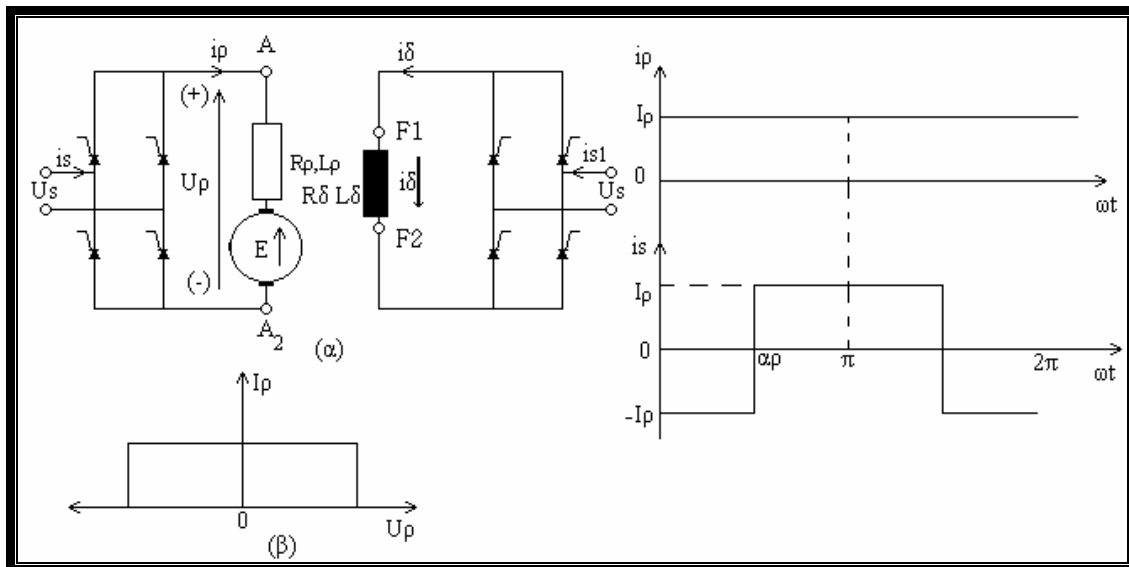 iρ
A
iδ
(+)
F1
is
Us
Uρ
Rρ,Lρ
Rδ Lδ
iδ
is1
Us
E
F2
(-)
A2
(α)
Iρ
0
Uρ
(β)
iρ
Iρ
0
ωt
is
Iρ
0
αρ
π
2π
ωt
-Iρ